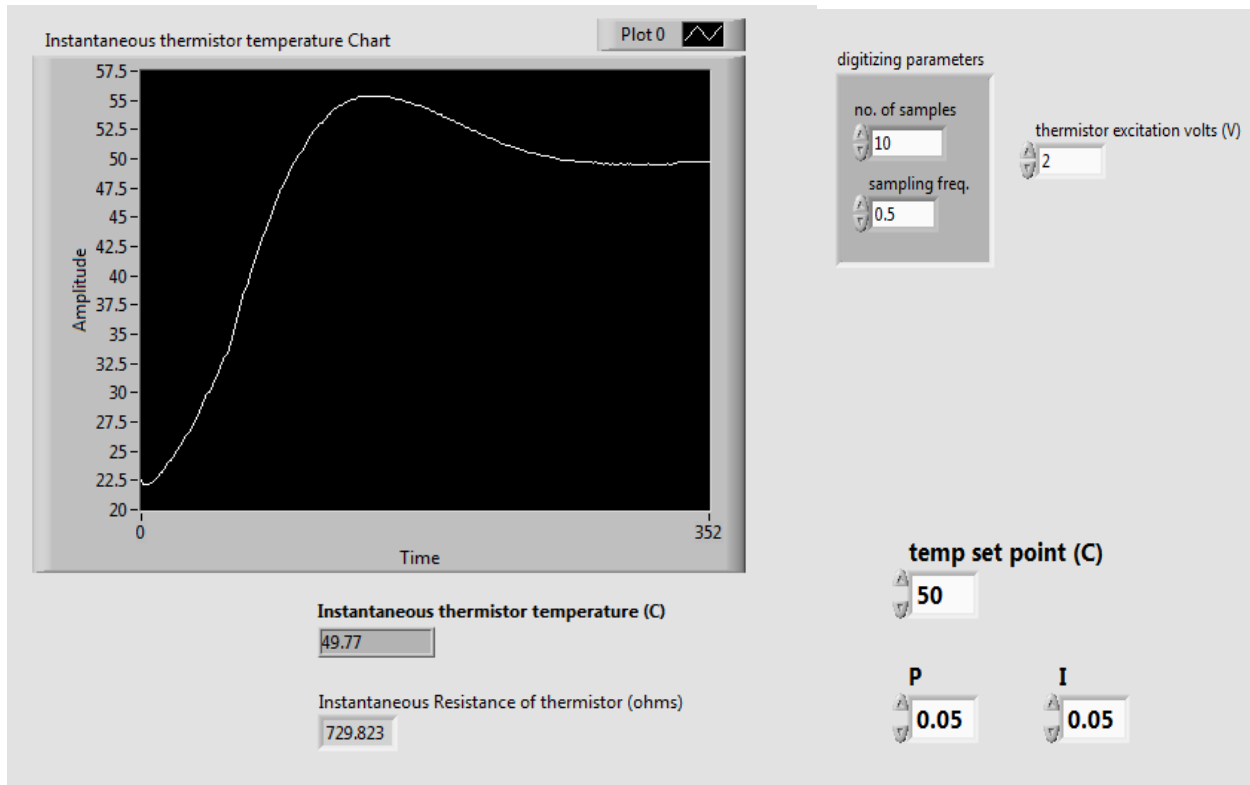 Instantaneous thermistor temperature Chart
Plot 0
57.5
55
52.5
50
47.5
45
42.5
40
37.5
35
32.5
30
27.5
25
22.5
20
Amplitude
0
352
Time
Instantaneous thermistor temperature (C)
49.77
Instantaneous Resistance of thermistor (ohms)
729.823
digitizing parameters
no. of samples
10
sampling freq.
0.5
thermistor excitation volts (V)
2
temp set point (C)
50
P
0.05
I
0.05